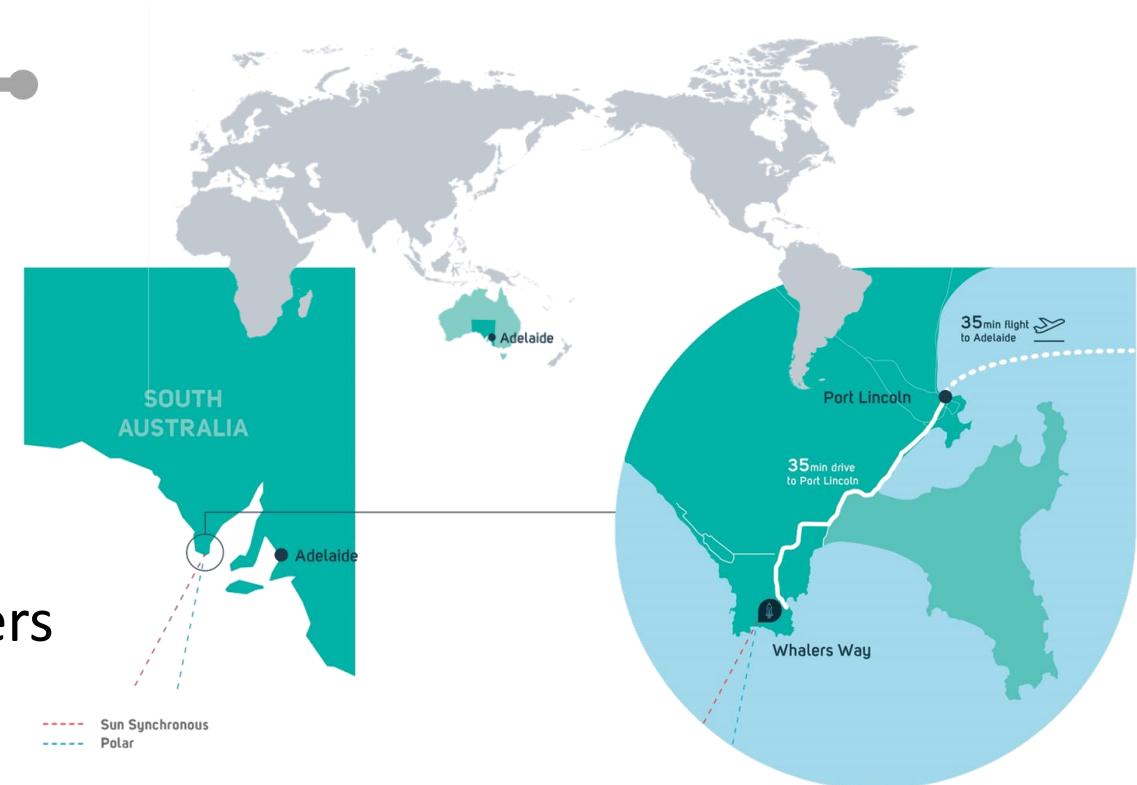 Adelaide
SOUTH
AUSTRALIA
Adelaide
ers
Sun Synchronous
Polar
35min flight
to Adelaide
Port Lincoln
35min drive
to Port Lincoln
Whalers Way